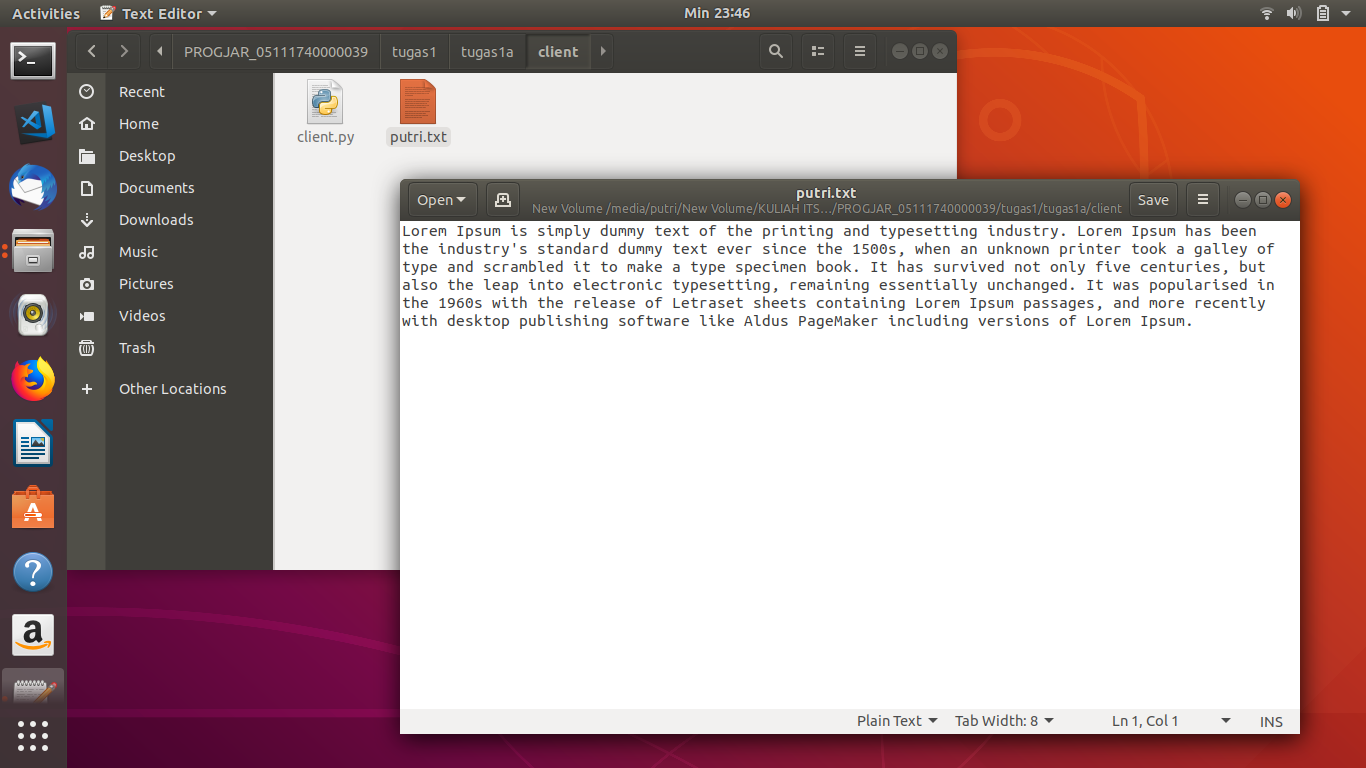 Activities
Text Editor
Min 23:46
PROGJAR_05111740000039
tugas1
tugas1a
client
Recent
Home
Desktop
Documents
Downloads
Music
Pictures
Videos
Trash
Other Locations
client.py
putri.txt
Open
putri.txt
New Volume /media/putri/New Volume/KULIAH ITS.../PROGJAR_05111740000039/tugas1/tugas1a/client
Save
Lorem Ipsum is simply dummy text of the printing and typesetting industry. Lorem Ipsum has been
the industry's standard dummy text ever since the 1500s, when an unknown printer took a galley of
type and scrambled it to make a type specimen book. It has survived not only five centuries, but
also the leap into electronic typesetting, remaining essentially unchanged. It was popularised in
the 1960s with the release of Letraset sheets containing Lorem Ipsum passages, and more recently
with desktop publishing software like Aldus PageMaker including versions of Lorem Ipsum.
Plain Text
Tab Width: 8
Ln 1, Col 1
INS